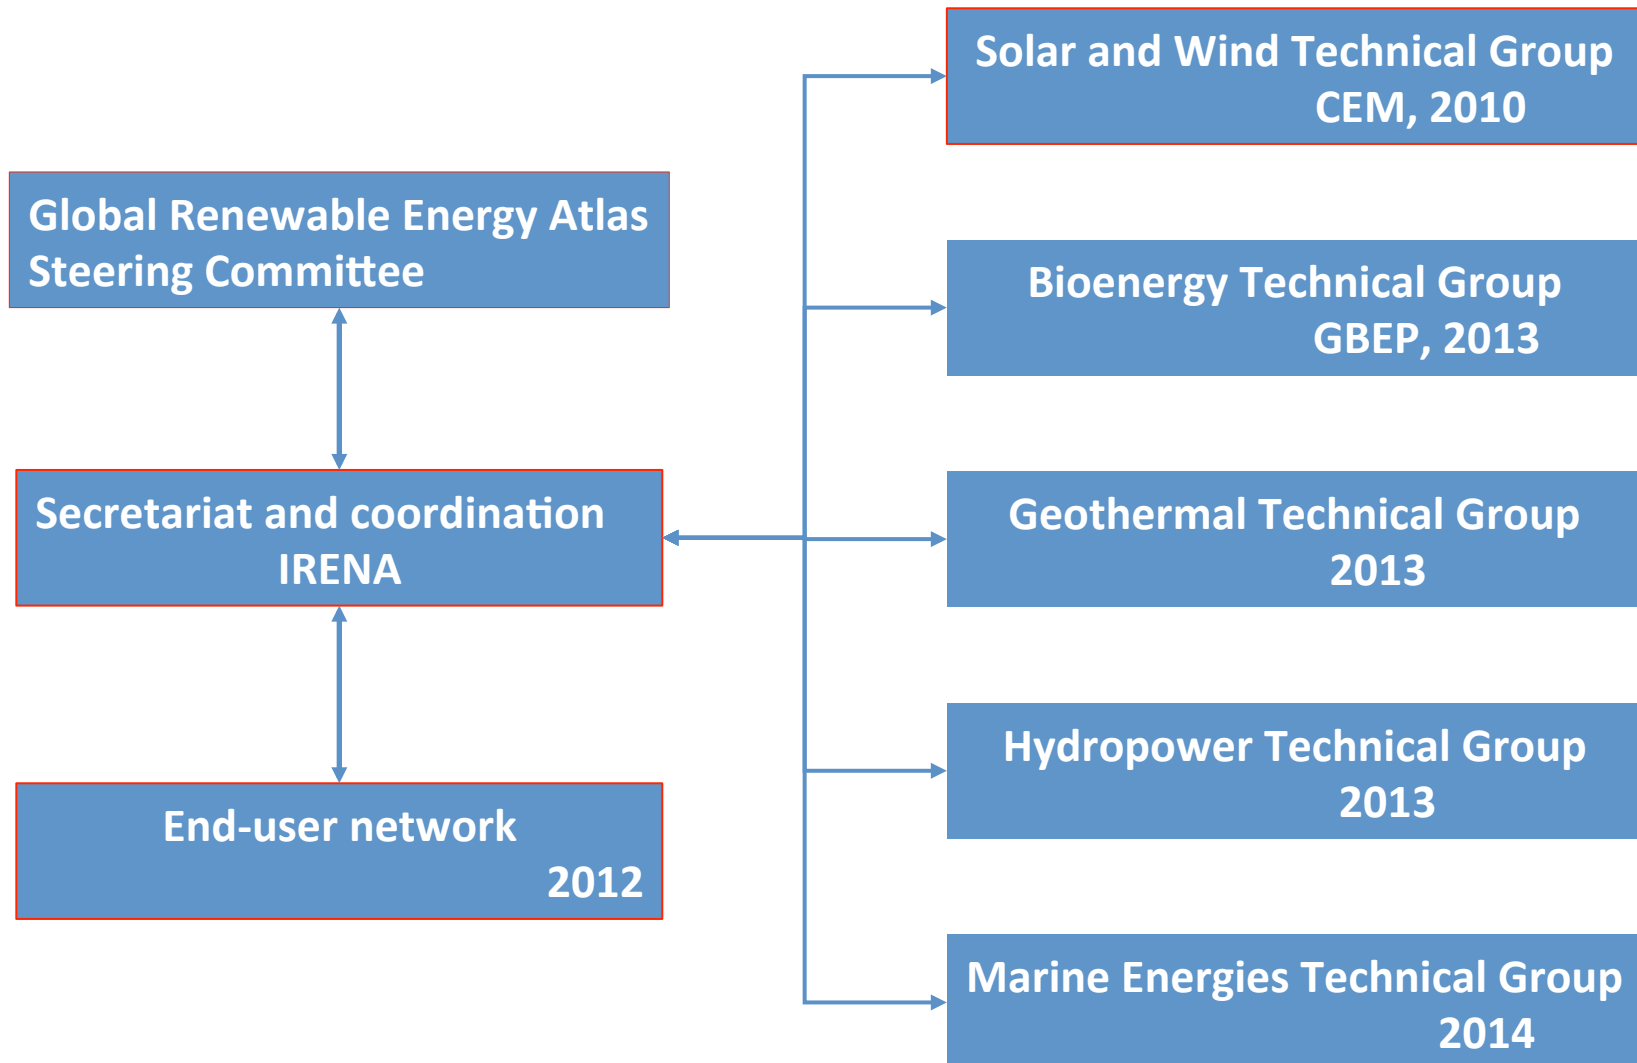 Global Renewable Energy Atlas
Steering Committee
Secretariat and coordination
IRENA
End-user network
2012
Solar and Wind Technical Group
CEM, 2010
Bioenergy Technical Group
GBEP, 2013
Geothermal Technical Group
2013
Hydropower Technical Group
2013
Marine Energies Technical Group
2014